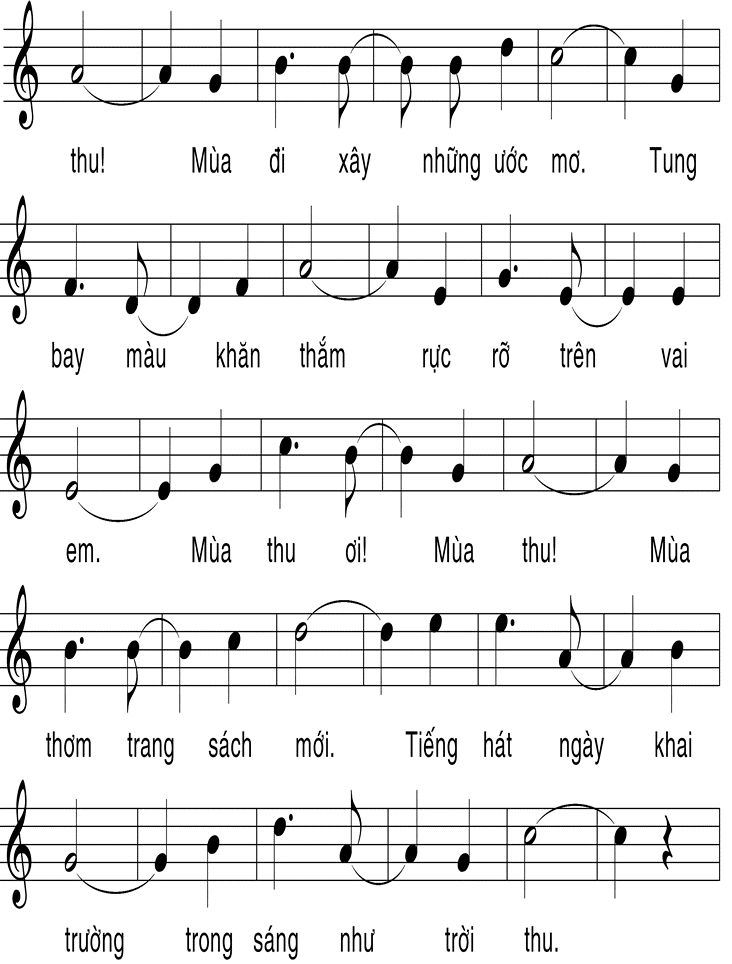 thu! Mùa đi xây những ước mơ. Tung
bay màu khăn thắm rực rỡ trên vai
em. Mùa thu ơi! Mùa thu! Mùa
thơm trang sách mới. Tiếng hát ngày khai
trường trong sáng như trời thu.